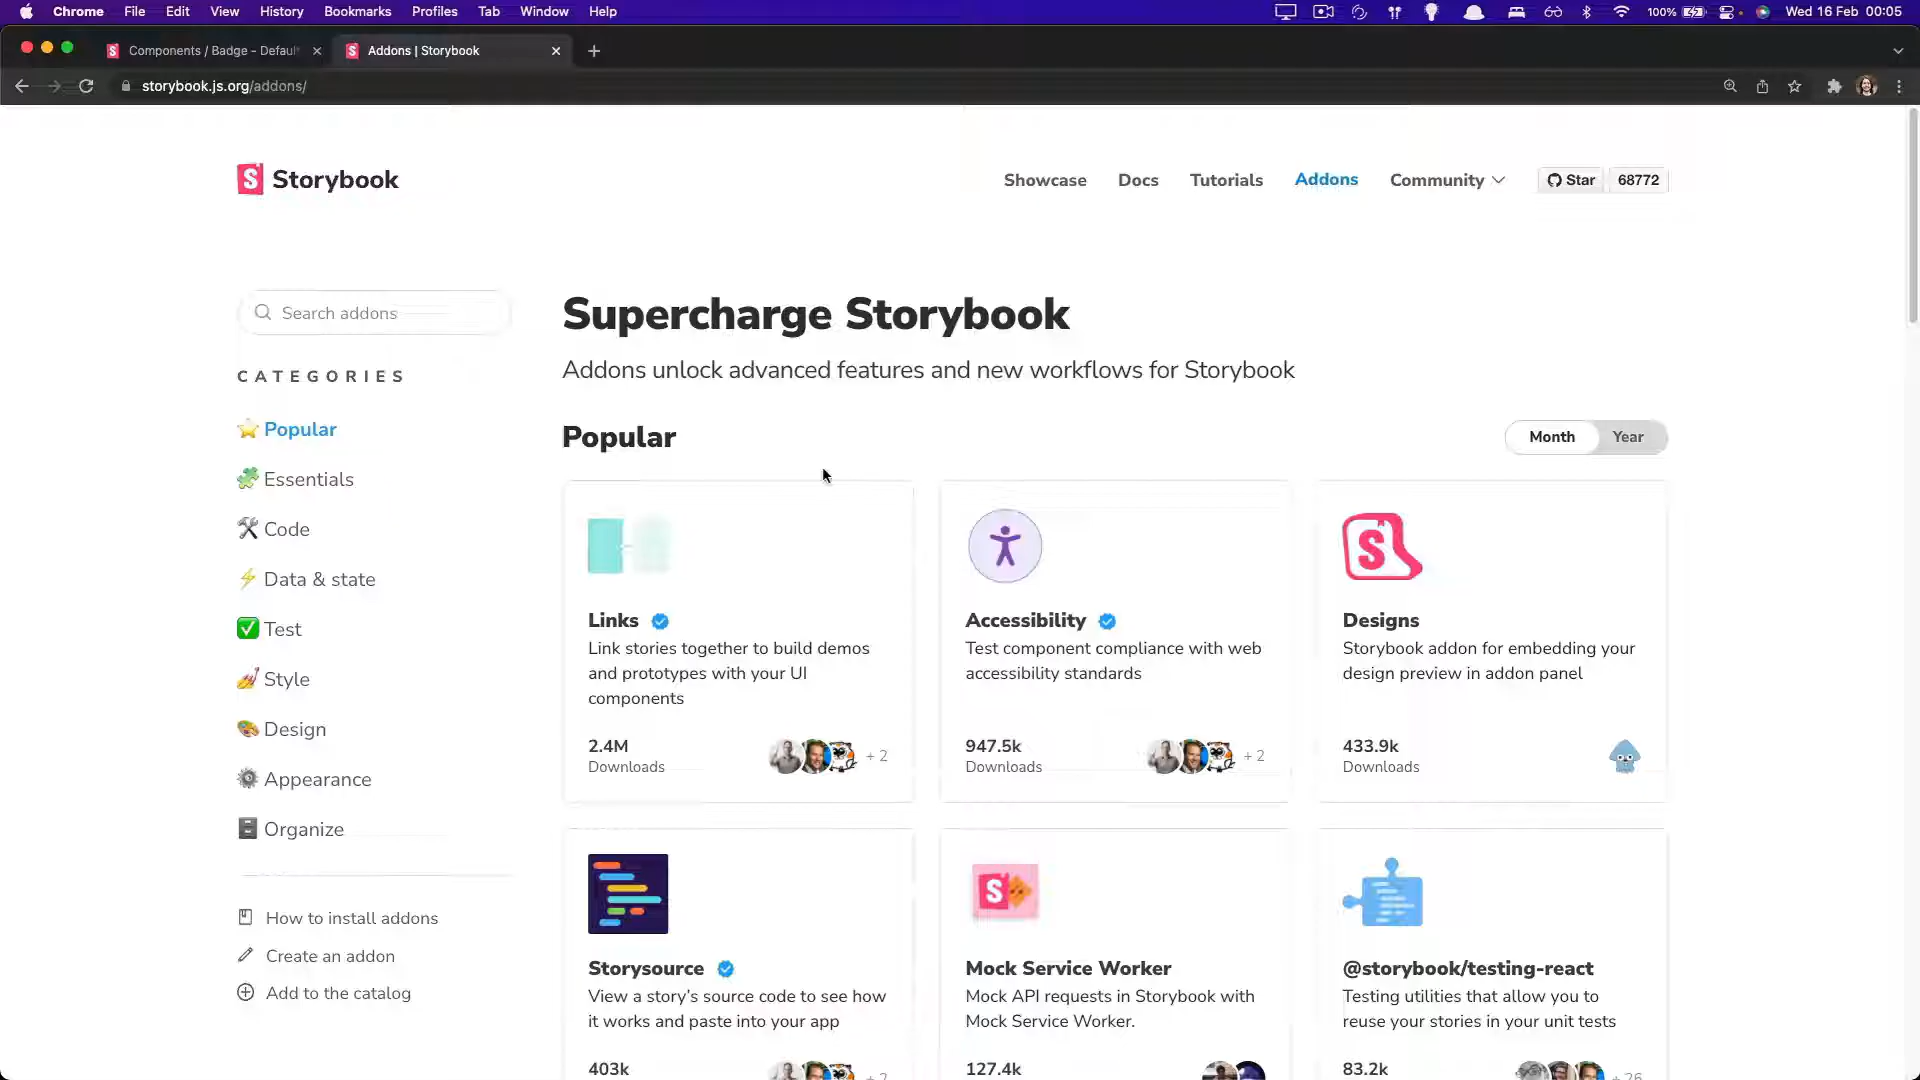 Chrome File Edit View History Bookmarks Profiles Tab Window Help 100% Wed 16 Feb 00:05
Components / Badge - Defaul Addons | Storybook
storybook.js.org/addons/
Storybook
Showcase Docs Tutorials Addons Community Star 68772
Search addons
CATEGORIES
Popular
Essentials
Code
Data & state
Test
Style
Design
Appearance
Organize
How to install addons
Create an addon
Add to the catalog
Supercharge Storybook
Addons unlock advanced features and new workflows for Storybook
Popular
Month Year
Links
Link stories together to build demos
and prototypes with your UI
components
2.4M
Downloads
+ 2
Accessibility
Test component compliance with web
accessibility standards
947.5k
Downloads
+ 2
Designs
Storybook addon for embedding your
design preview in addon panel
433.9k
Downloads
Storysource
View a story's source code to see how
it works and paste into your app
403k
+ 2
Mock Service Worker
Mock API requests in Storybook with
Mock Service Worker.
127.4k
@storybook/testing-react
Testing utilities that allow you to
reuse your stories in your unit tests
83.2k
+ 26